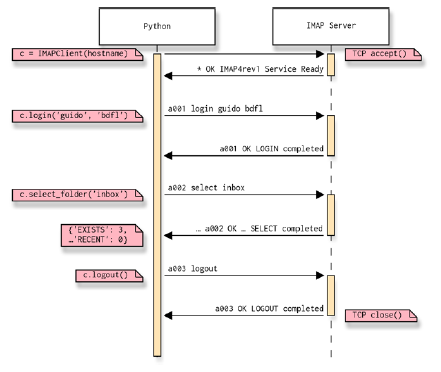 Python
IMAP Server
c = IMAPClient(hostname)
TCP accept()
* OK IMAP4rev1 Service Ready
a001 login guido bdfl
c.login('guido', 'bdfl')
a001 OK LOGIN completed
a002 select inbox
c.select_folder('inbox')
{'EXISTS': 3,
…'RECENT': 0}
… a002 OK … SELECT completed
a003 logout
c.logout()
a003 OK LOGOUT completed
TCP close()